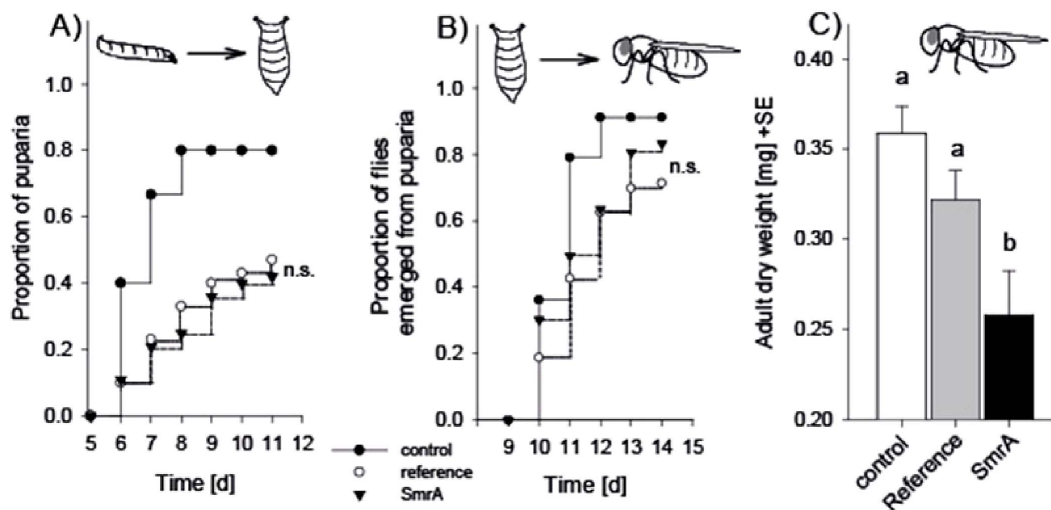 A)
Proportion of puparia
1.0
0.8
0.6
0.4
0.2
0.0
n.s.
5 6 7 8 9 10 11 12
Time [d]
control
reference
SmrA
B)
Proportion of flies
emerged from puparia
1.0
0.8
0.6
0.4
0.2
0.0
n.s.
9 10 11 12 13 14 15
Time [d]
C)
Adult dry weight [mg] +SE
0.40
0.35
0.30
0.25
0.20
a
a
b
control
Reference
SmrA